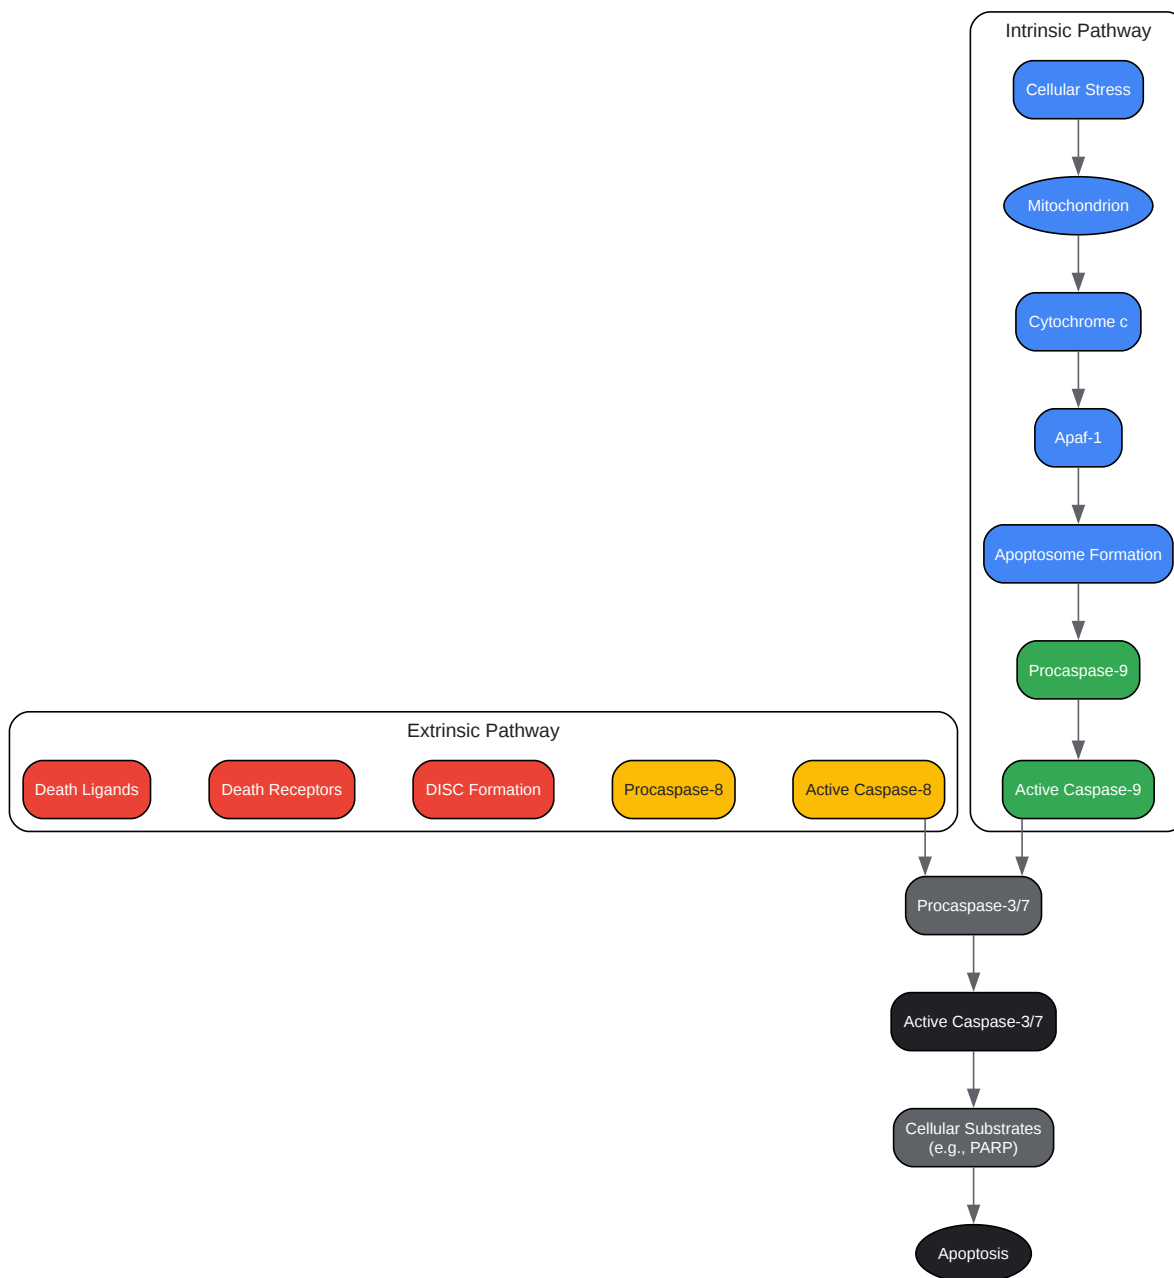 Intrinsic Pathway
Cellular Stress
Mitochondrion
Cytochrome c
Apaf-1
Apoptosome Formation
Procaspase-9
Active Caspase-9
Extrinsic Pathway
Death Ligands
Death Receptors
DISC Formation
Procaspase-8
Active Caspase-8
Procaspase-3/7
Active Caspase-3/7
Cellular Substrates
(e.g., PARP)
Apoptosis